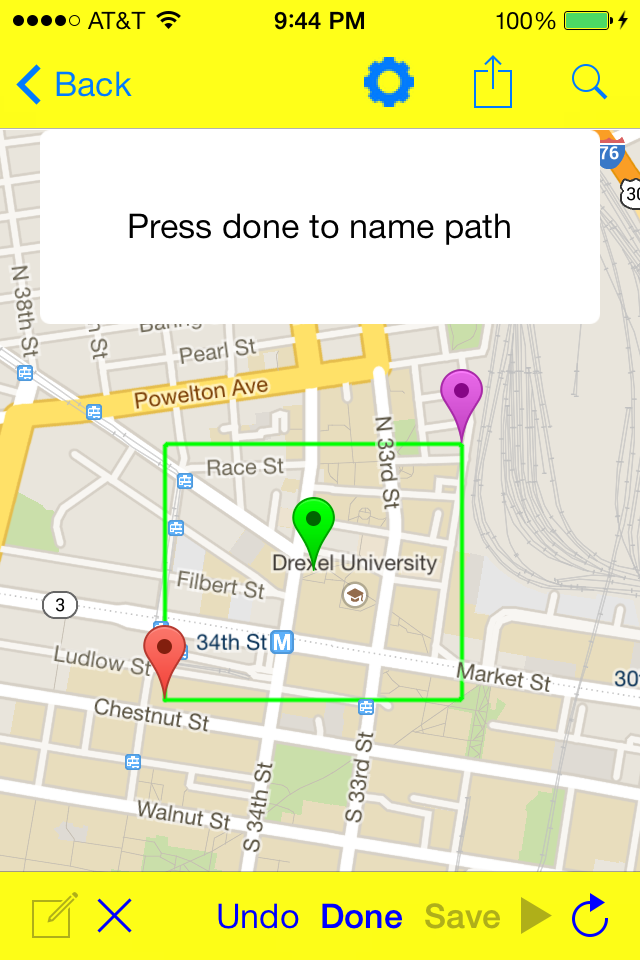 AT&T 9:44 PM 100%
Back
76
30
Press done to name path
N 38th St
Pearl St
Powelton Ave
N 33rd St
Race St
Drexel University
Filbert St
3
34th St M
Ludlow St
Market St
30
Chestnut St
S 33rd St
S 34th St
Walnut St
Undo Done Save